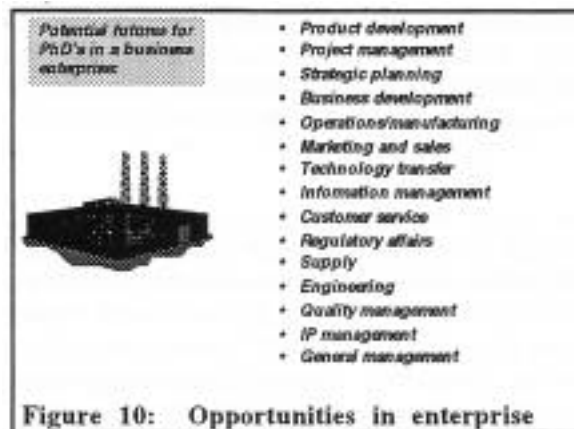 Potential futures for
PhD's in a business
enterprise:
• Product development
• Project management
• Strategic planning
• Business development
• Operations/manufacturing
• Marketing and sales
• Technology transfer
• Information management
• Customer service
• Regulatory affairs
• Supply
• Engineering
• Quality management
• IP management
• General management
Figure 10: Opportunities in enterprise